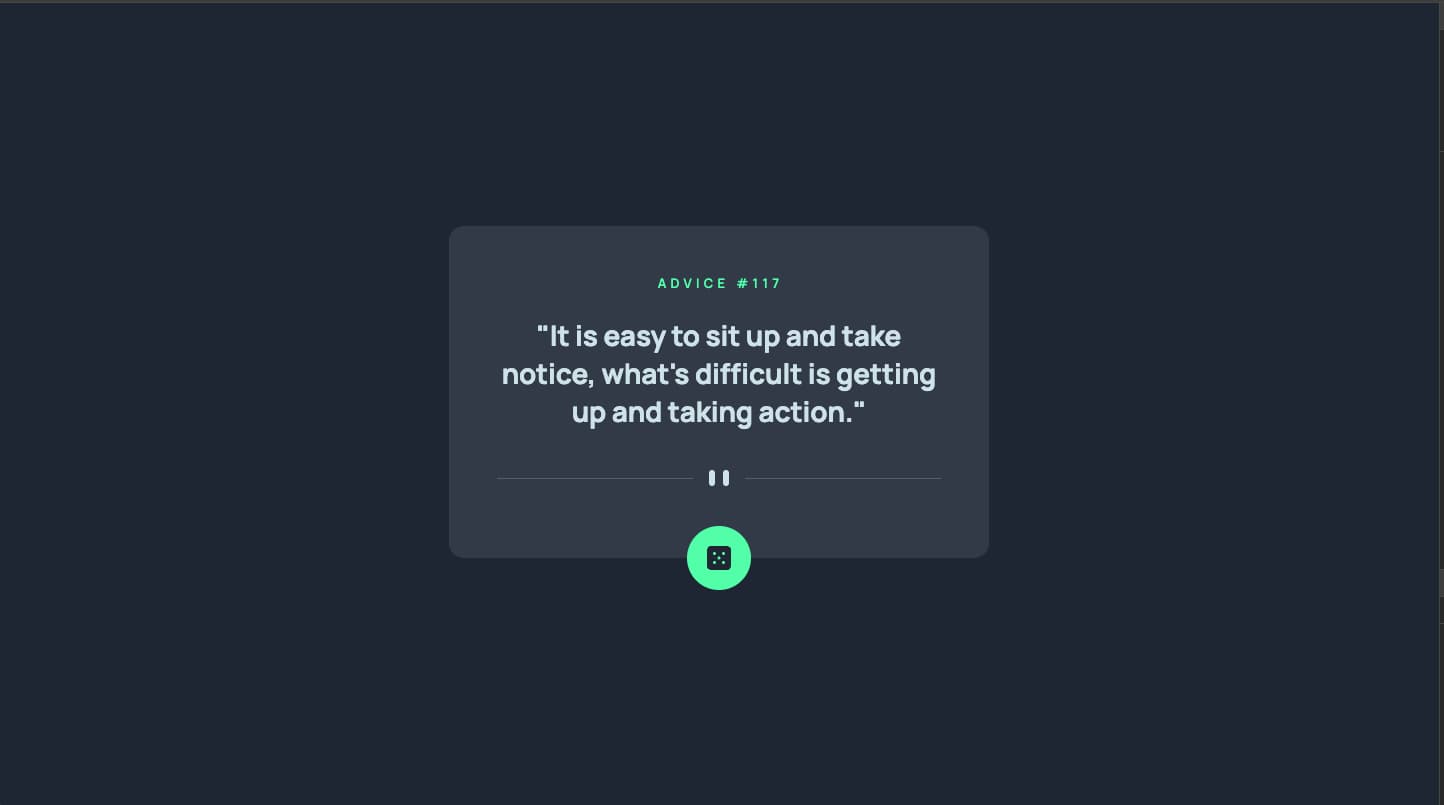 ADVICE #117
"It is easy to sit up and take
notice, what's difficult is getting
up and taking action."